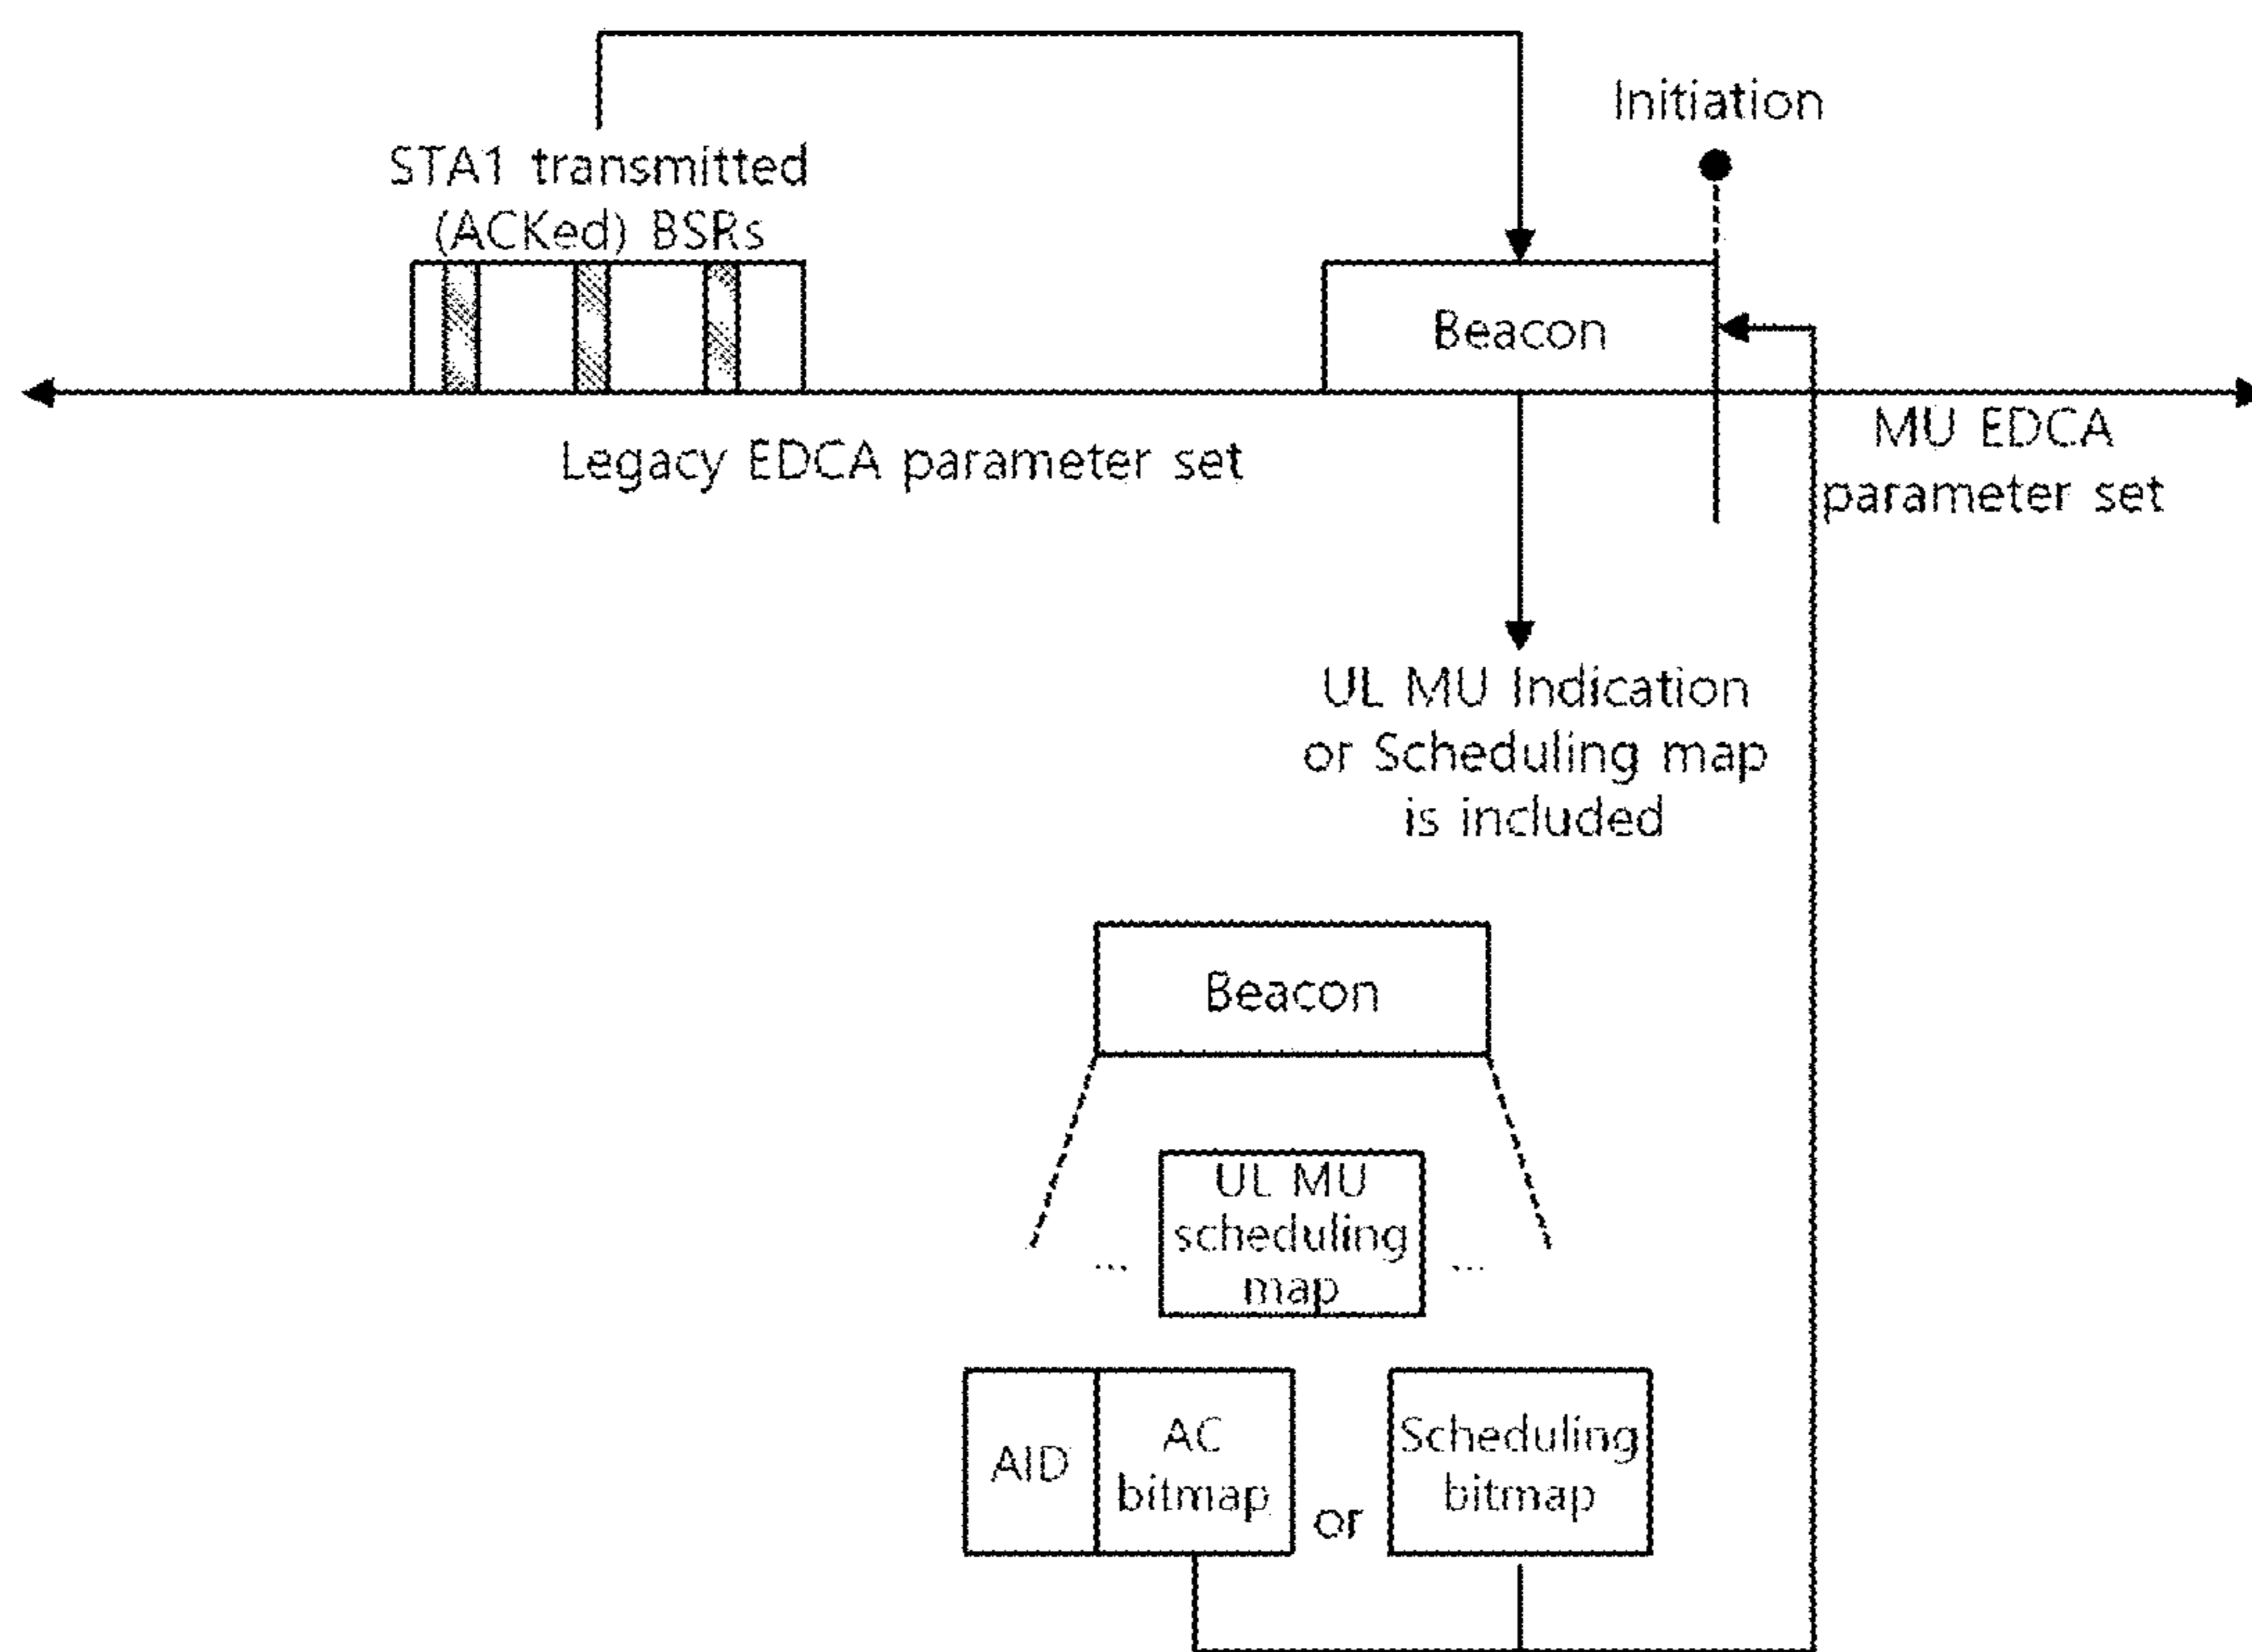 Initiation
STA1 transmitted
(ACKed) BSRs
Beacon
Legacy EDCA parameter set
MU EDCA
parameter set
UL MU Indication
or Scheduling map
is included
Beacon
UL MU
scheduling
map
...
...
AID
AC
bitmap
or
Scheduling
bitmap